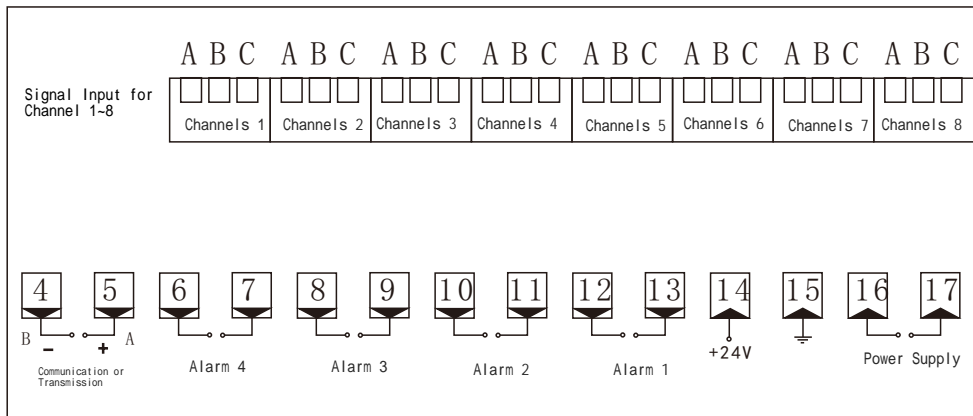 A B C A B C A B C A B C A B C A B C A B C A B C
Signal Input for
Channel 1~8
Channels 1 Channels 2 Channels 3 Channels 4 Channels 5 Channels 6 Channels 7 Channels 8
4 5 6 7 8 9 10 11 12 13 14 15 16 17
B - + A
Communication or
Transmission
Alarm 4
Alarm 3
Alarm 2
Alarm 1
+24V
Power Supply